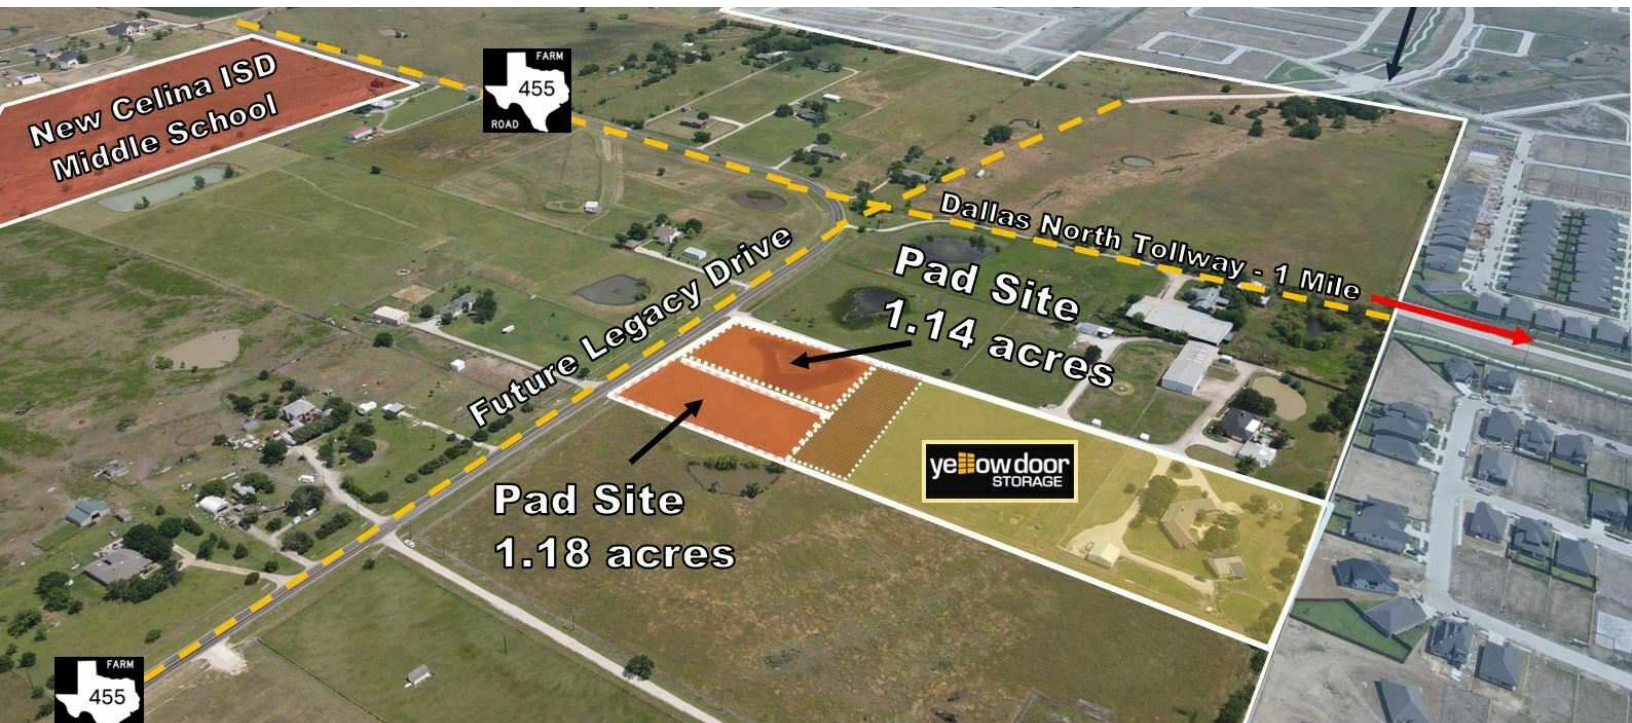 New Celina ISD
Middle School
FARM
455
ROAD
Dallas North Tollway - 1 Mile
Future Legacy Drive
Pad Site
1.14 acres
yellowdoor
STORAGE
Pad Site
1.18 acres
FARM
455